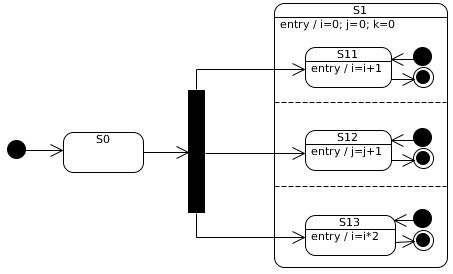 S1
entry / i=0; j=0; k=0
S11
entry / i=i+1
S0
S12
entry / j=j+1
S13
entry / i=i*2